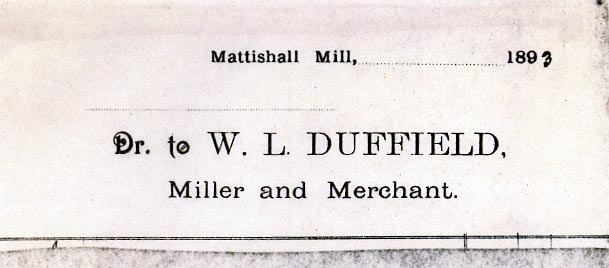 Mattishall Mill, 1893
Dr. to W. L. DUFFIELD,
Miller and Merchant.